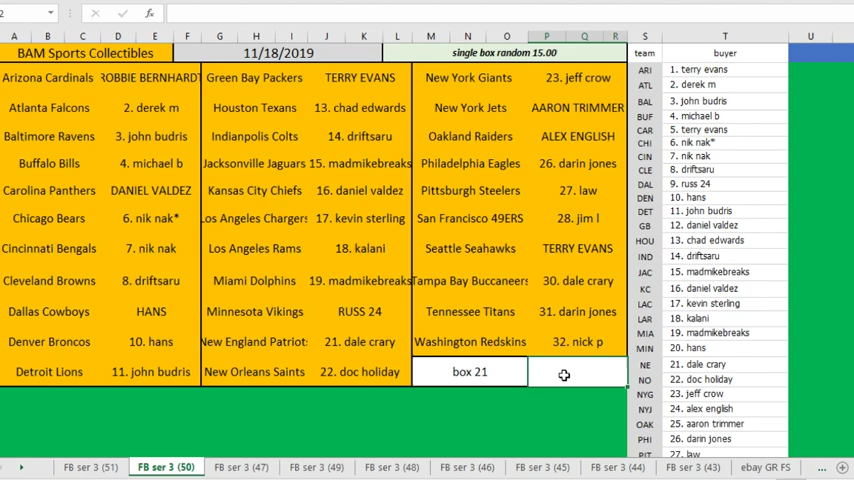 2
fx
A B C D E F G H I J K L M N O P Q R S T U
BAM Sports Collectibles 11/18/2019 single box random 15.00 team buyer
Arizona Cardinals ROBBIE BERNHARDT Green Bay Packers TERRY EVANS New York Giants 23. jeff crow ARI 1. terry evans
Atlanta Falcons 2. derek m Houston Texans 13. chad edwards New York Jets AARON TRIMMER ATL 2. derek m
Baltimore Ravens 3. john budris Indianpolis Colts 14. driftsaru Oakland Raiders ALEX ENGLISH BAL 3. john budris
BUF 4. michael b
Buffalo Bills 4. michael b Jacksonville Jaguars 15. madmikebreaks Philadelphia Eagles 26. darin jones CAR 5. terry evans
CHI 6. nik nak*
CIN 7. nik nak
Carolina Panthers DANIEL VALDEZ Kansas City Chiefs 16. daniel valdez Pittsburgh Steelers 27. law CLE 8. driftsaru
DAL 9. russ 24
DEN 10. hans
Chicago Bears 6. nik nak* Los Angeles Chargers 17. kevin sterling San Francisco 49ERS 28. jim l DET 11. john budris
GB 12. daniel valdez
Cincinnati Bengals 7. nik nak Los Angeles Rams 18. kalani Seattle Seahawks TERRY EVANS HOU 13. chad edwards
IND 14. driftsaru
Cleveland Browns 8. driftsaru Miami Dolphins 19. madmikebreaks Tampa Bay Buccaneers 30. dale crary JAC 15. madmikebreaks
KC 16. daniel valdez
LAC 17. kevin sterling
Dallas Cowboys HANS Minnesota Vikings RUSS 24 Tennessee Titans 31. darin jones LAR 18. kalani
MIA 19. madmikebreaks
Denver Broncos 10. hans New England Patriots 21. dale crary Washington Redskins 32. nick p MIN 20. hans
NE 21. dale crary
Detroit Lions 11. john budris New Orleans Saints 22. doc holiday box 21 NO 22. doc holiday
NYG 23. jeff crow
NYJ 24. alex english
OAK 25. aaron trimmer
PHI 26. darin jones
PIT 27. law
FB ser 3 (51) FB ser 3 (50) FB ser 3 (47) FB ser 3 (49) FB ser 3 (48) FB ser 3 (46) FB ser 3 (45) FB ser 3 (44) FB ser 3 (43) ebay GR FS ...